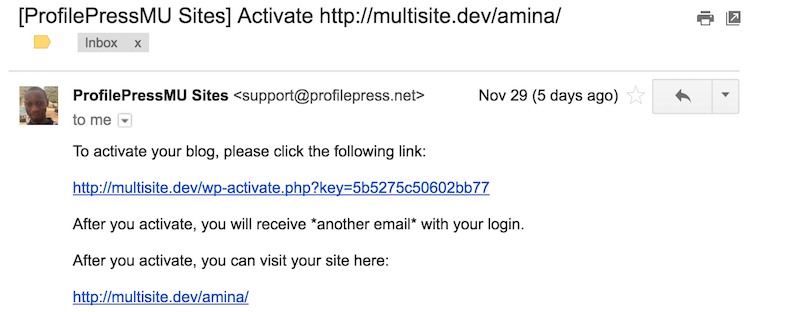 [ProfilePressMU Sites] Activate http://multisite.dev/amina/
Inbox x
ProfilePressMU Sites <support@profilepress.net> Nov 29 (5 days ago)
to me
To activate your blog, please click the following link:
http://multisite.dev/wp-activate.php?key=5b5275c50602bb77
After you activate, you will receive *another email* with your login.
After you activate, you can visit your site here:
http://multisite.dev/amina/